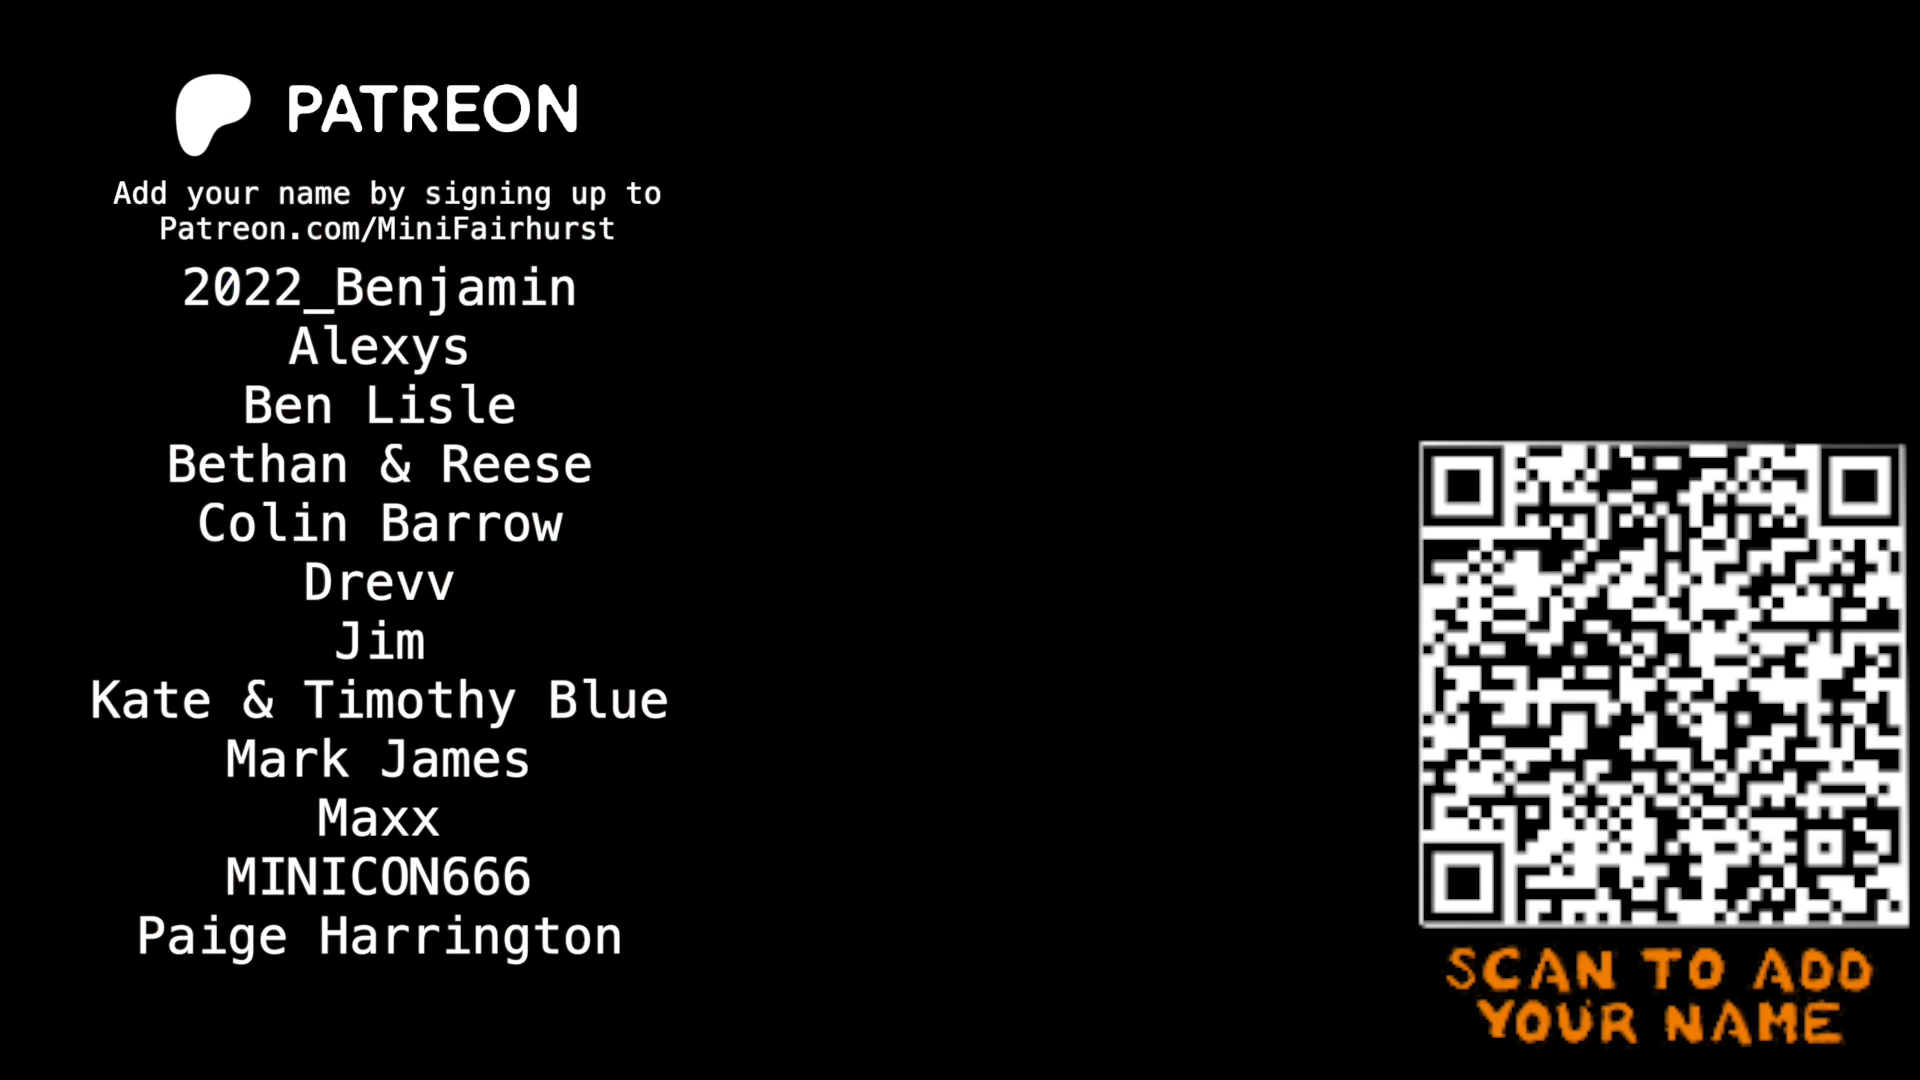 PATREON
Add your name by signing up to
Patreon.com/MiniFairhurst
2022_Benjamin
Alexys
Ben Lisle
Bethan & Reese
Colin Barrow
Drevv
Jim
Kate & Timothy Blue
Mark James
Maxx
MINICON666
Paige Harrington
SCAN TO ADD
YOUR NAME